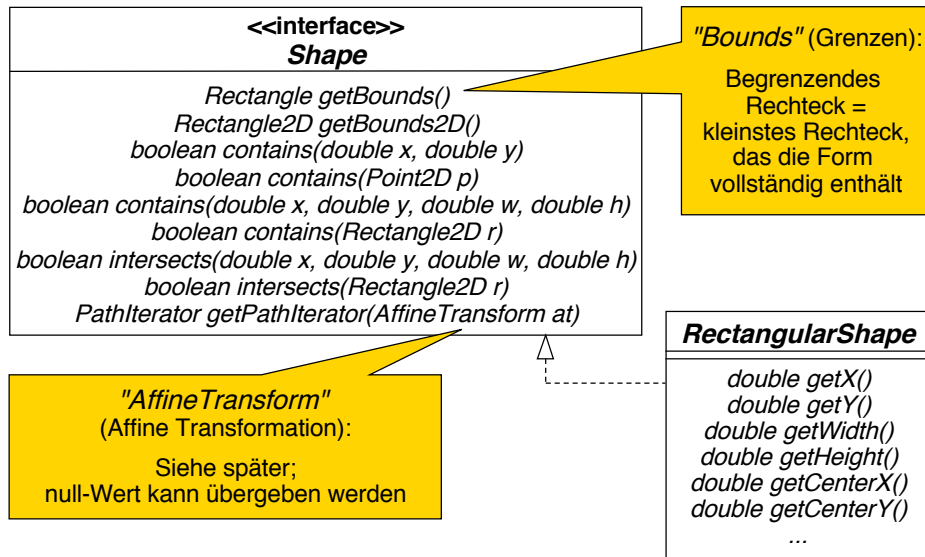 <<interface>>
Shape
Rectangle getBounds()
Rectangle2D getBounds2D()
boolean contains(double x, double y)
boolean contains(Point2D p)
boolean contains(double x, double y, double w, double h)
boolean contains(Rectangle2D r)
boolean intersects(double x, double y, double w, double h)
boolean intersects(Rectangle2D r)
PathIterator getPathIterator(AffineTransform at)
"Bounds" (Grenzen):
Begrenzendes
Rechteck =
kleinstes Rechteck,
das die Form
vollständig enthält
"AffineTransform"
(Affine Transformation):
Siehe später;
null-Wert kann übergeben werden
RectangularShape
double getX()
double getY()
double getWidth()
double getHeight()
double getCenterX()
double getCenterY()
...